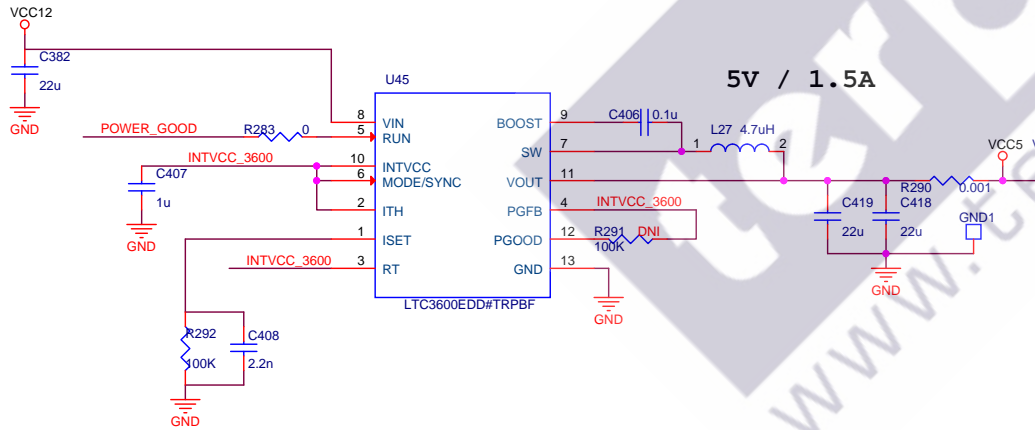 VCC12
C382
22u
GND
U45
5V / 1.5A
POWER_GOOD
R283
0
8
VIN
5
RUN
INTVCC_3600
10
INTVCC
6
MODE/SYNC
C407
1u
GND
2
ITH
1
ISET
INTVCC_3600
3
RT
BOOST
9
C406
0.1u
SW
7
1
L27
4.7uH
2
VOUT
11
R290
0.001
VCC5
V
PGFB
4
INTVCC_3600
PGOOD
12
R291
DNI
100K
GND
13
GND
LTC3600EDD#TRPBF
C419
22u
C418
22u
GND1
GND
R292
100K
C408
2.2n
GND
www.te